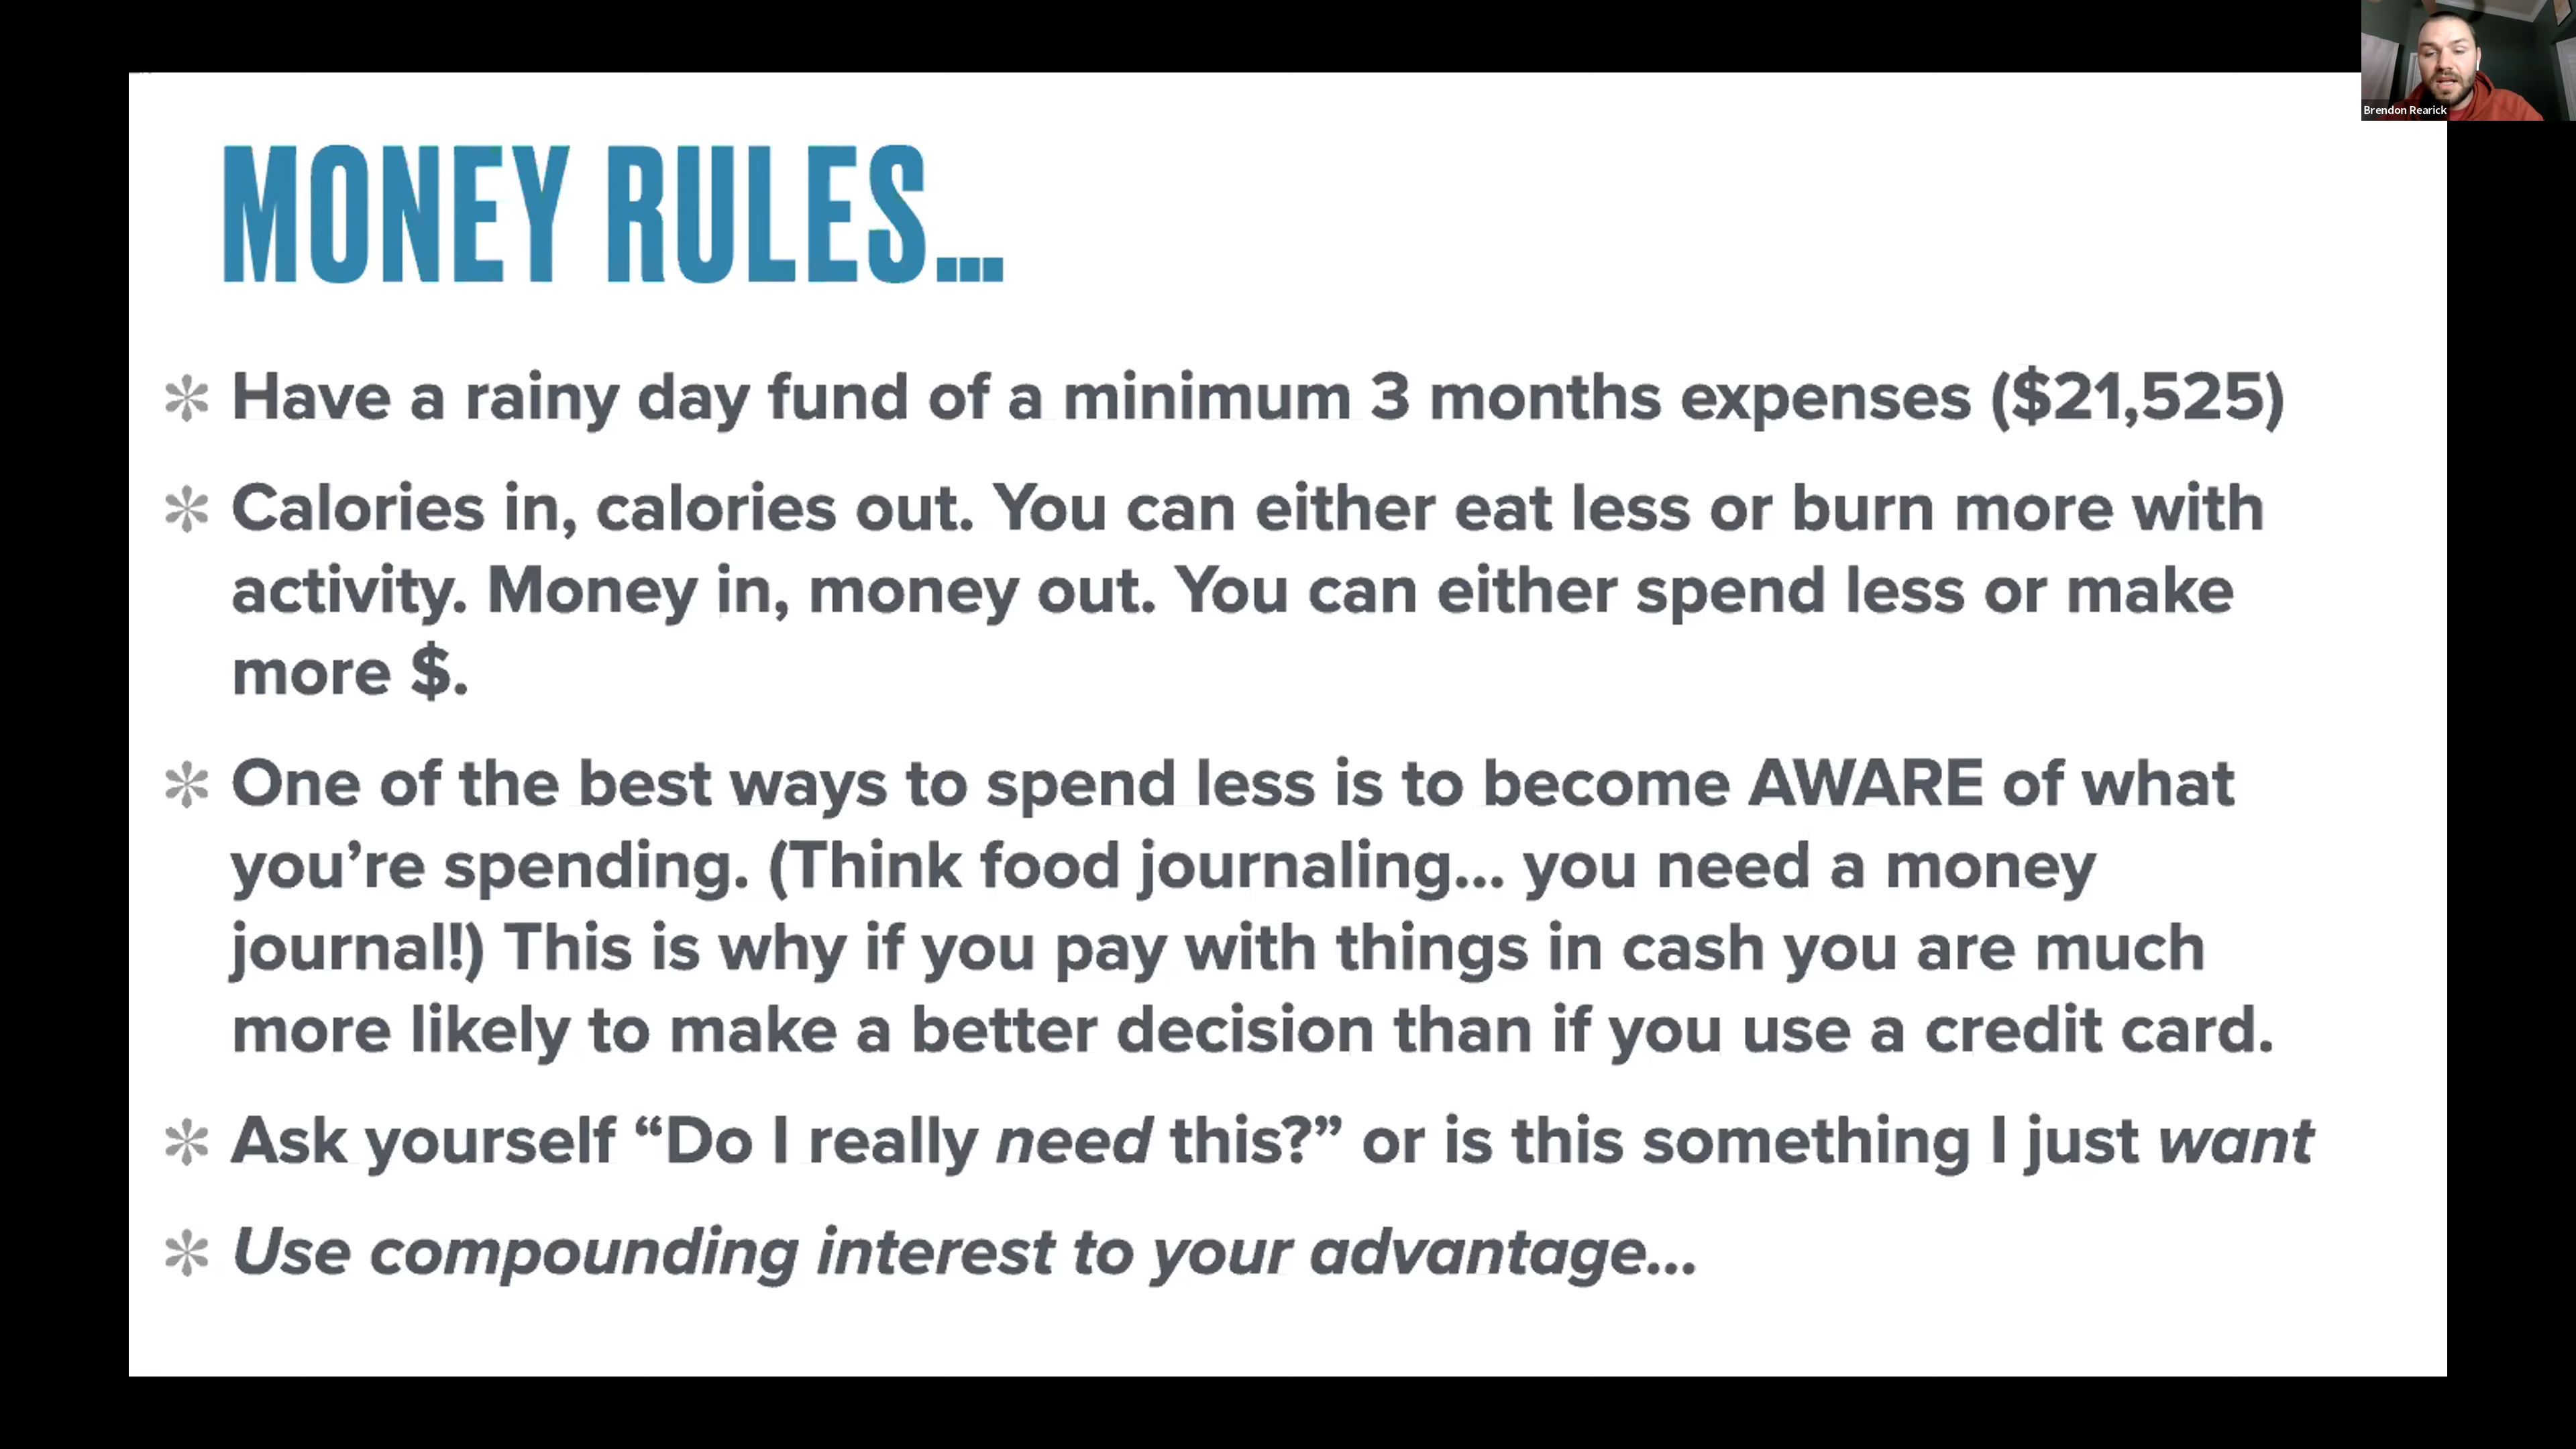 Brendon Rearick
MONEY RULES...
* Have a rainy day fund of a minimum 3 months expenses ($21,525)
* Calories in, calories out. You can either eat less or burn more with
activity. Money in, money out. You can either spend less or make
more $.
* One of the best ways to spend less is to become AWARE of what
you’re spending. (Think food journaling... you need a money
journal!) This is why if you pay with things in cash you are much
more likely to make a better decision than if you use a credit card.
* Ask yourself “Do I really need this?” or is this something I just want
* Use compounding interest to your advantage...